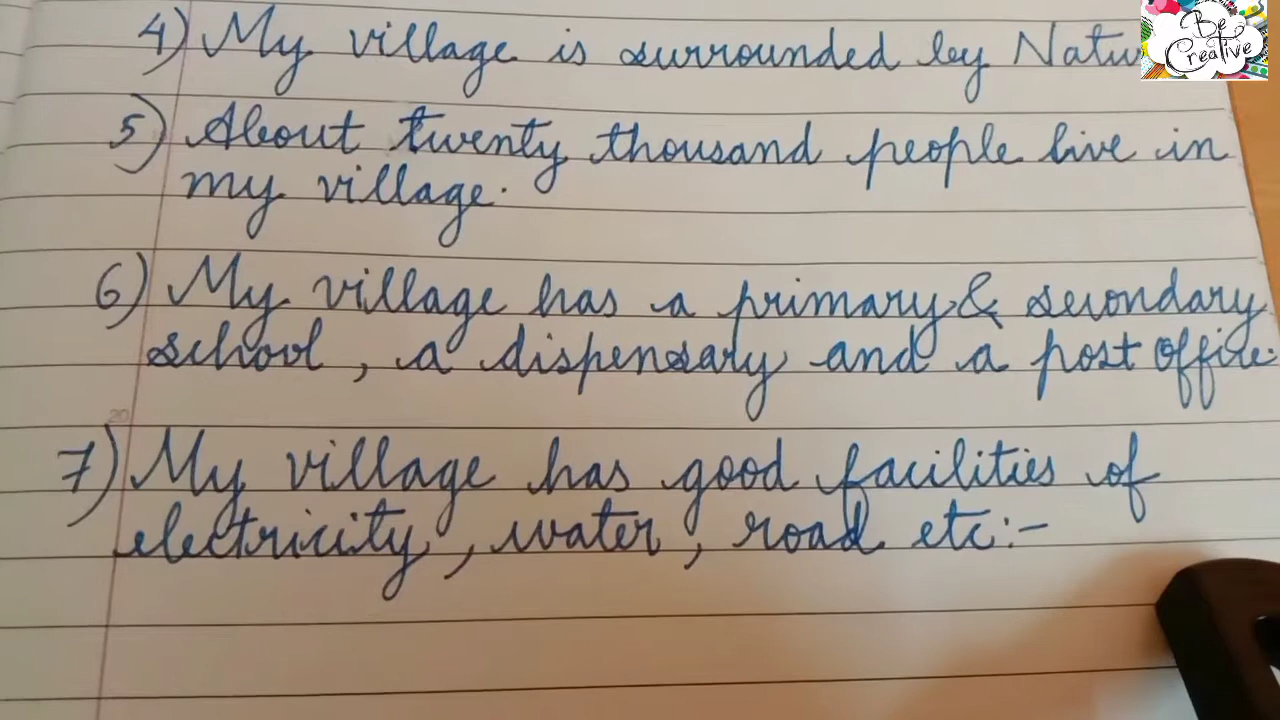 4) My village is surrounded by
Be
Creative
5) About twenty thousand people live in
my village.
6) My village has a primary & secondary
school, a dispensary and a post office.
20
7) My village has good facilities of
electricity, water, road etc:-